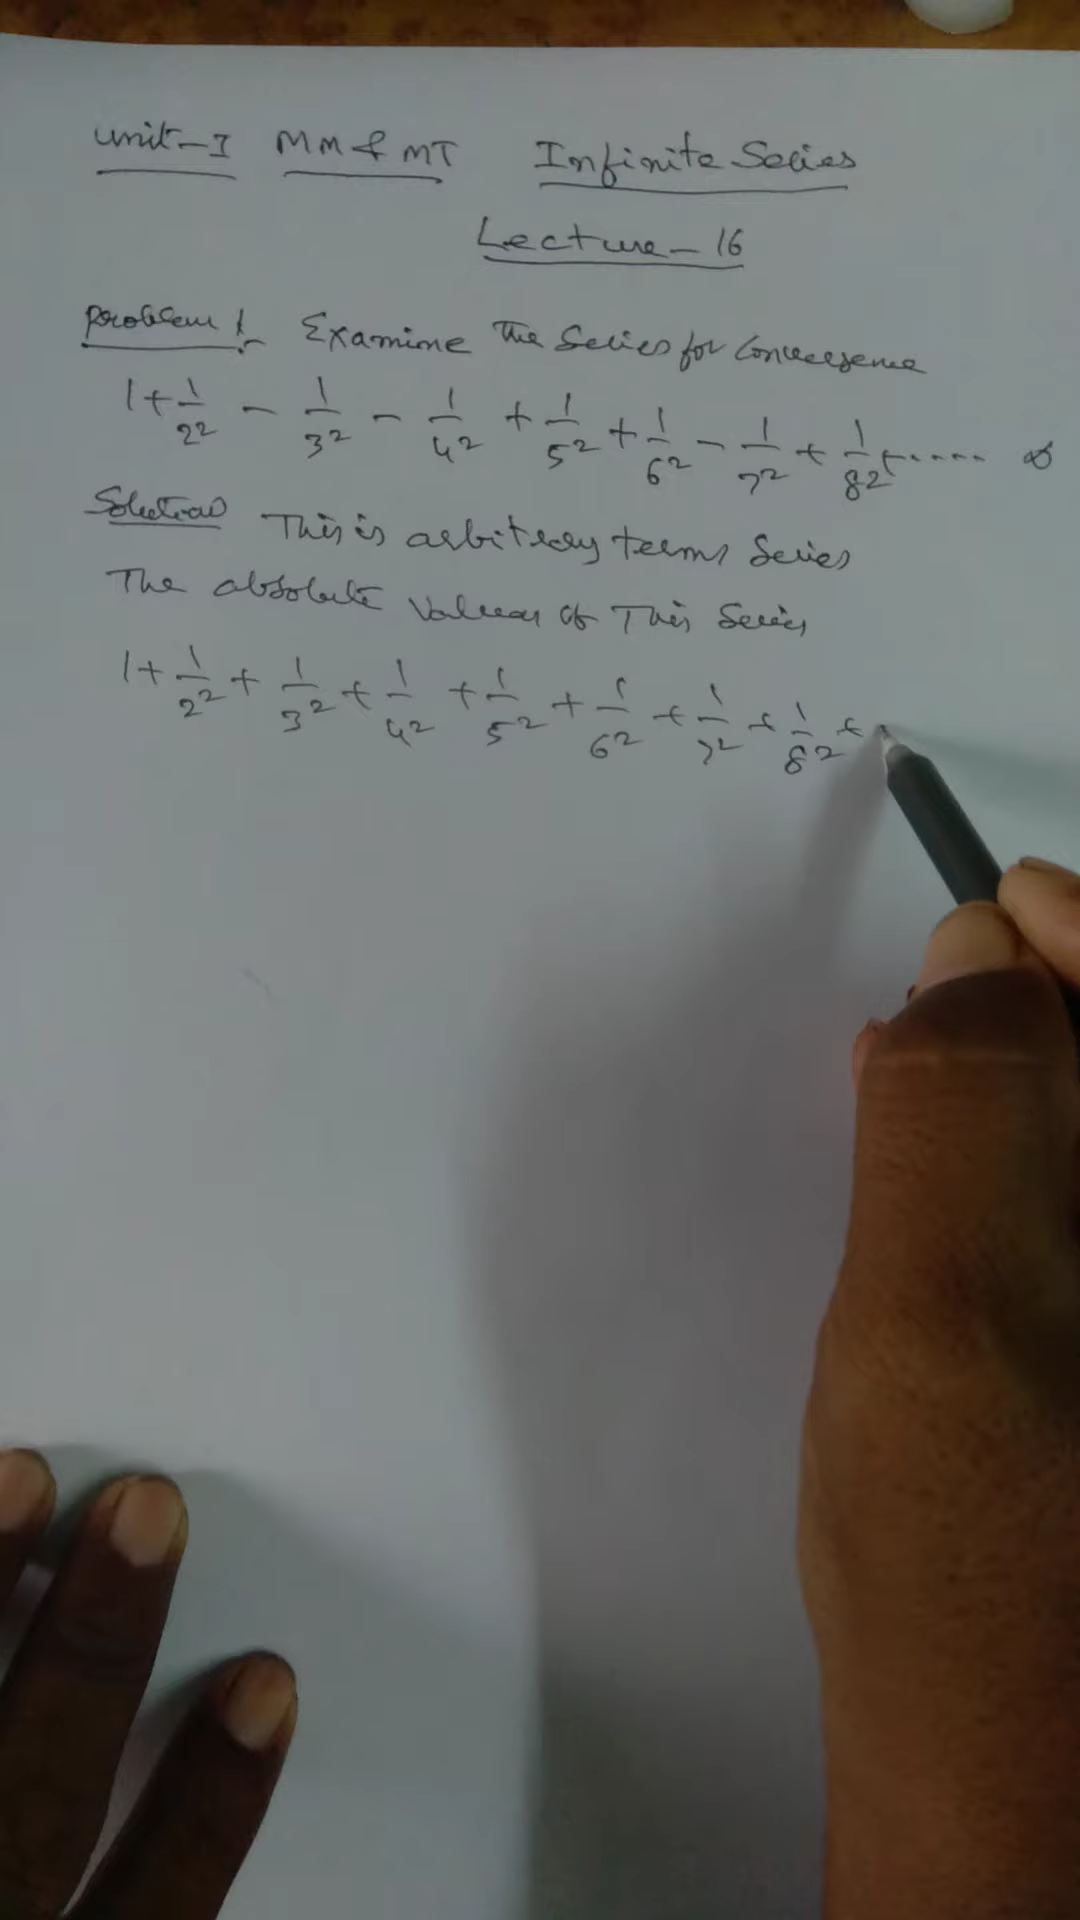 Unit-I MM & MT Infinite Series
Lecture-16
Problem 1:- Examine the Series for Convergence
1 + 1/2² - 1/3² - 1/4² + 1/5² + 1/6² - 1/7² + 1/8² + ..... ∞
Solution This is arbitrary terms Series
The absolute Values of This Series
1 + 1/2² + 1/3² + 1/4² + 1/5² + 1/6² + 1/7² + 1/8² +